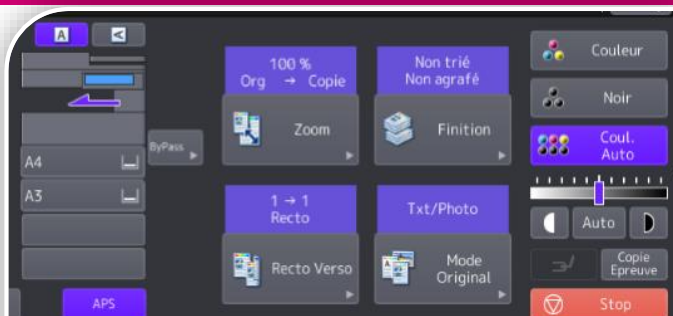 A
A
A4
A3
APS
ByPass
100 %
Org → Copie
Zoom
Non trié
Non agrafé
Finition
1 → 1
Recto
Recto Verso
Txt/Photo
Mode
Original
Couleur
Noir
Coul.
Auto
Auto
Copie
Epreuve
Stop